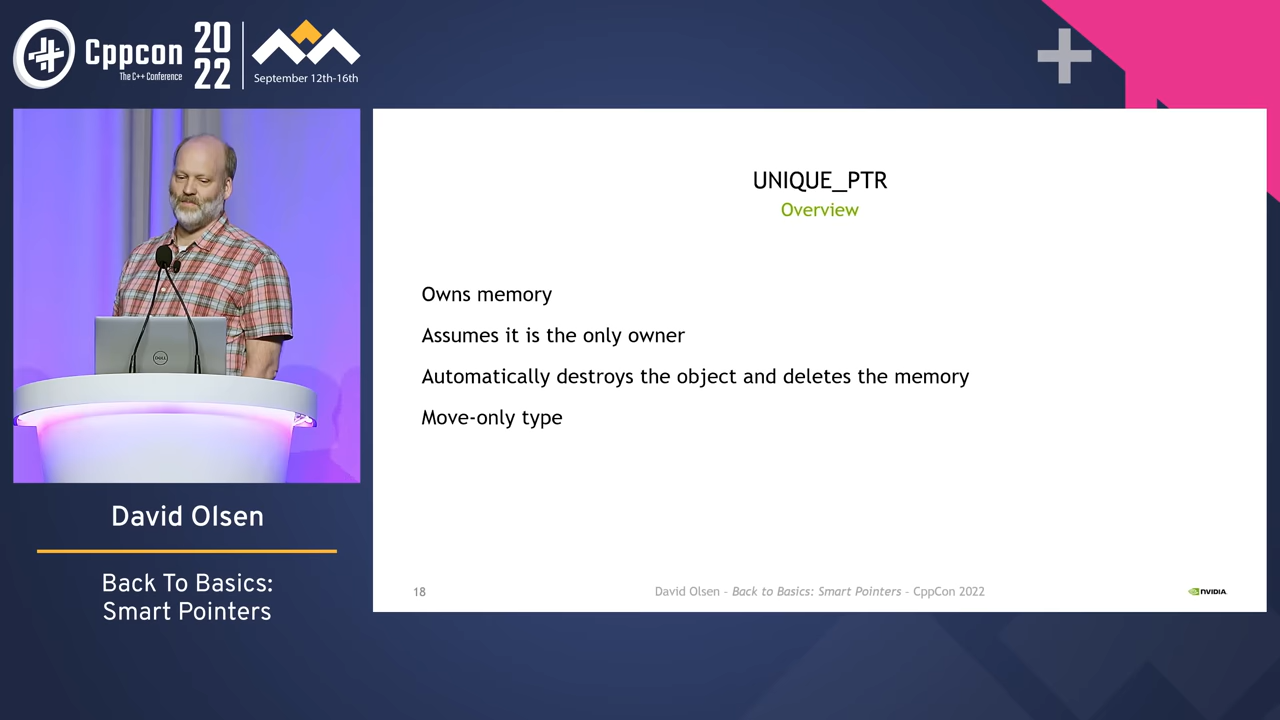 Cppcon
The C++ Conference
20
22
September 12th-16th
UNIQUE_PTR
Overview
Owns memory
Assumes it is the only owner
Automatically destroys the object and deletes the memory
Move-only type
18
David Olsen - Back to Basics: Smart Pointers - CppCon 2022
NVIDIA
DELL
David Olsen
Back To Basics:
Smart Pointers